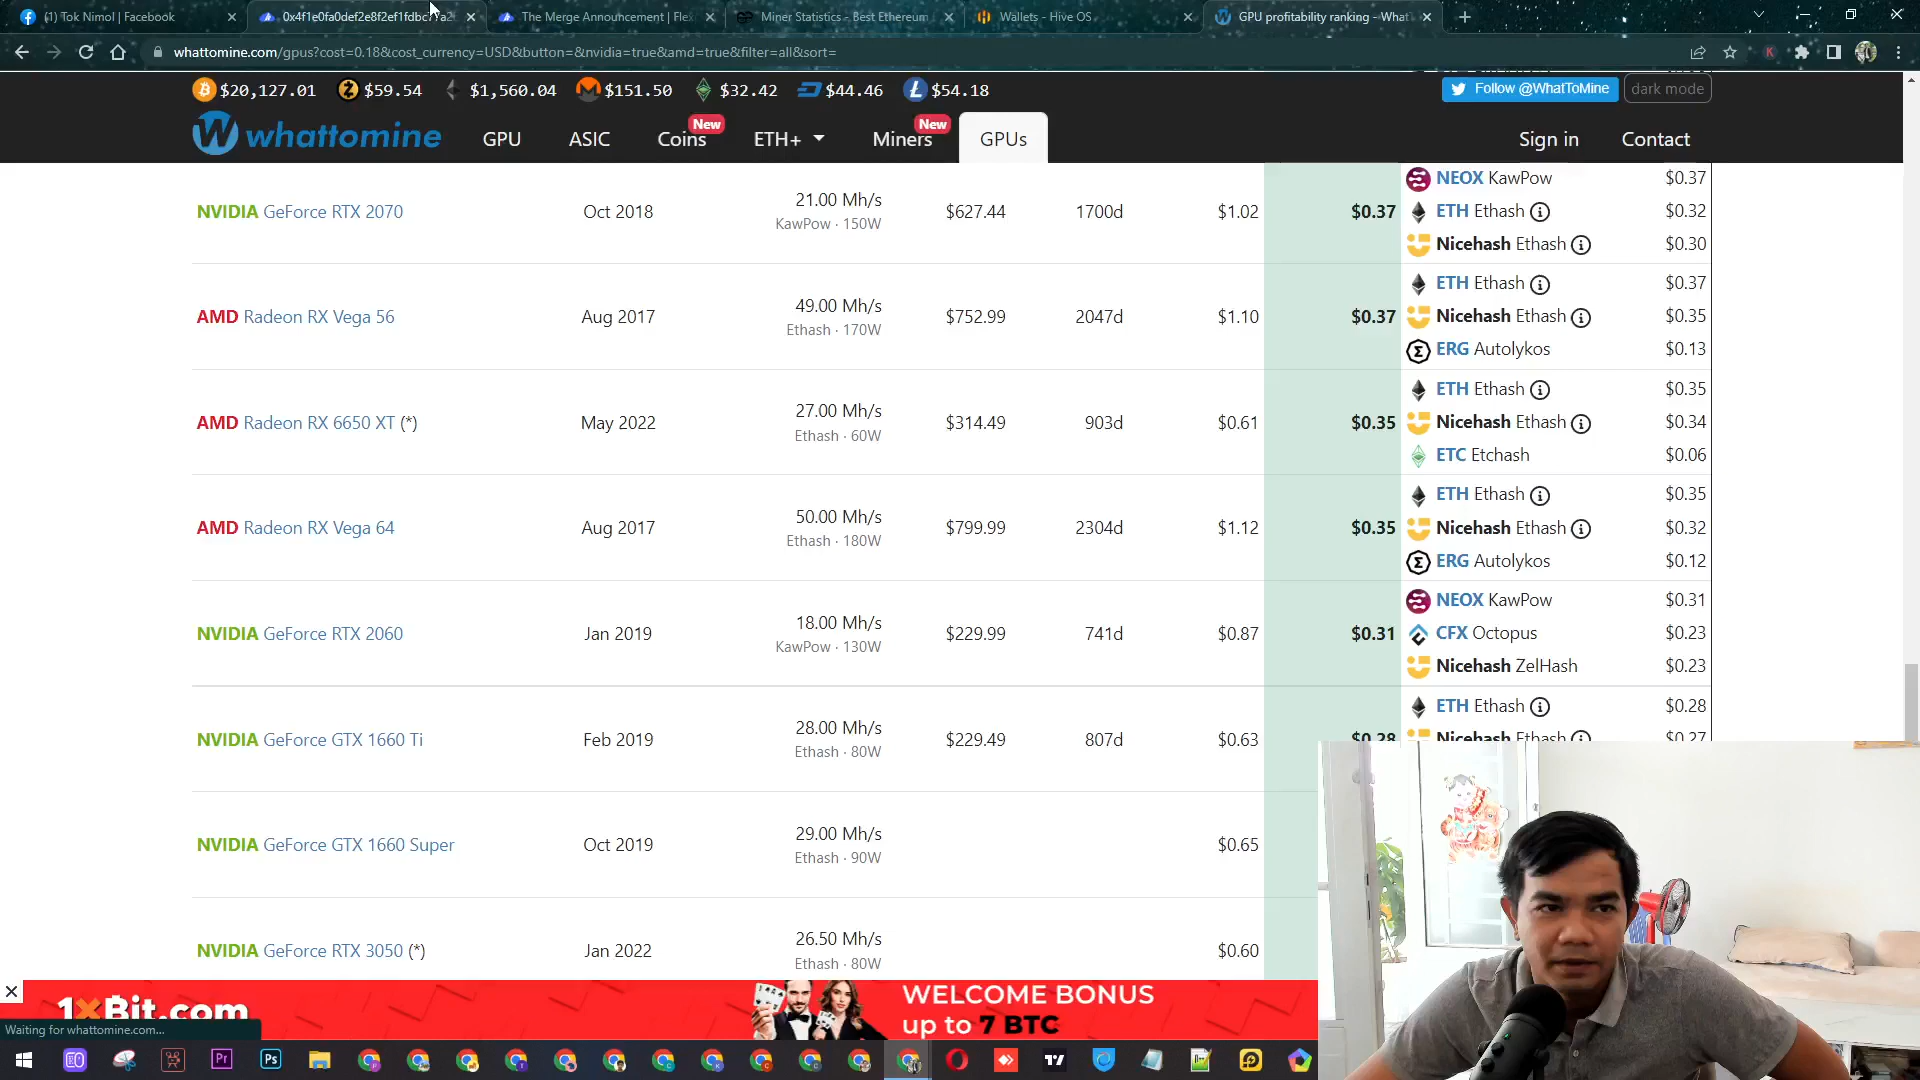 (1) Tok Nimol | Facebook
The Merge Announcement | Flex
Miner Statistics - Best Ethereum
Wallets - Hive OS
GPU profitability ranking - What
whattomine.com/gpus?cost=0.18&cost_currency=USD&button=&nvidia=true&amd=true&filter=all&sort=
$20,127.01 $59.54 $1,560.04 $151.50 $32.42 $44.46 $54.18
Follow @WhatToMine dark mode
whattomine GPU ASIC Coins New ETH+ Miners New GPUs Sign in Contact
NEOX KawPow $0.37
NVIDIA GeForce RTX 2070 Oct 2018 21.00 Mh/s $627.44 1700d $1.02 $0.37 ETH Ethash $0.32
KawPow · 150W
Nicehash Ethash $0.30
ETH Ethash $0.37
AMD Radeon RX Vega 56 Aug 2017 49.00 Mh/s $752.99 2047d $1.10 $0.37 Nicehash Ethash $0.35
Ethash · 170W
ERG Autolykos $0.13
ETH Ethash $0.35
AMD Radeon RX 6650 XT (*) May 2022 27.00 Mh/s $314.49 903d $0.61 $0.35 Nicehash Ethash $0.34
Ethash · 60W
ETC Etchash $0.06
ETH Ethash $0.35
AMD Radeon RX Vega 64 Aug 2017 50.00 Mh/s $799.99 2304d $1.12 $0.35 Nicehash Ethash $0.32
Ethash · 180W
ERG Autolykos $0.12
NEOX KawPow $0.31
NVIDIA GeForce RTX 2060 Jan 2019 18.00 Mh/s $229.99 741d $0.87 $0.31 CFX Octopus $0.23
KawPow · 130W
Nicehash ZelHash $0.23
ETH Ethash $0.28
NVIDIA GeForce GTX 1660 Ti Feb 2019 28.00 Mh/s $229.49 807d $0.63 $0.28 Nicehash Ethash $0.27
Ethash · 80W
NVIDIA GeForce GTX 1660 Super Oct 2019 29.00 Mh/s $0.65
Ethash · 90W
NVIDIA GeForce RTX 3050 (*) Jan 2022 26.50 Mh/s $0.60
Ethash · 80W
1XBit.com
WELCOME BONUS
up to 7 BTC
Waiting for whattomine.com...
Pr Ps